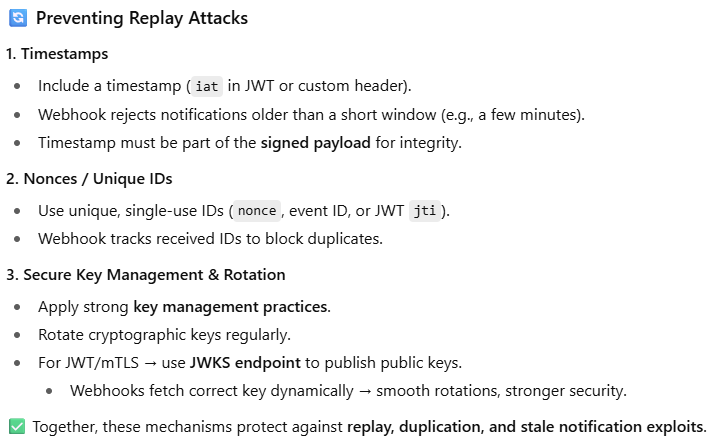 🔄 Preventing Replay Attacks
1. Timestamps
• Include a timestamp (iat in JWT or custom header).
• Webhook rejects notifications older than a short window (e.g., a few minutes).
• Timestamp must be part of the signed payload for integrity.
2. Nonces / Unique IDs
• Use unique, single-use IDs (nonce, event ID, or JWT jti).
• Webhook tracks received IDs to block duplicates.
3. Secure Key Management & Rotation
• Apply strong key management practices.
• Rotate cryptographic keys regularly.
• For JWT/mTLS → use JWKS endpoint to publish public keys.
• Webhooks fetch correct key dynamically → smooth rotations, stronger security.
✅ Together, these mechanisms protect against replay, duplication, and stale notification exploits.